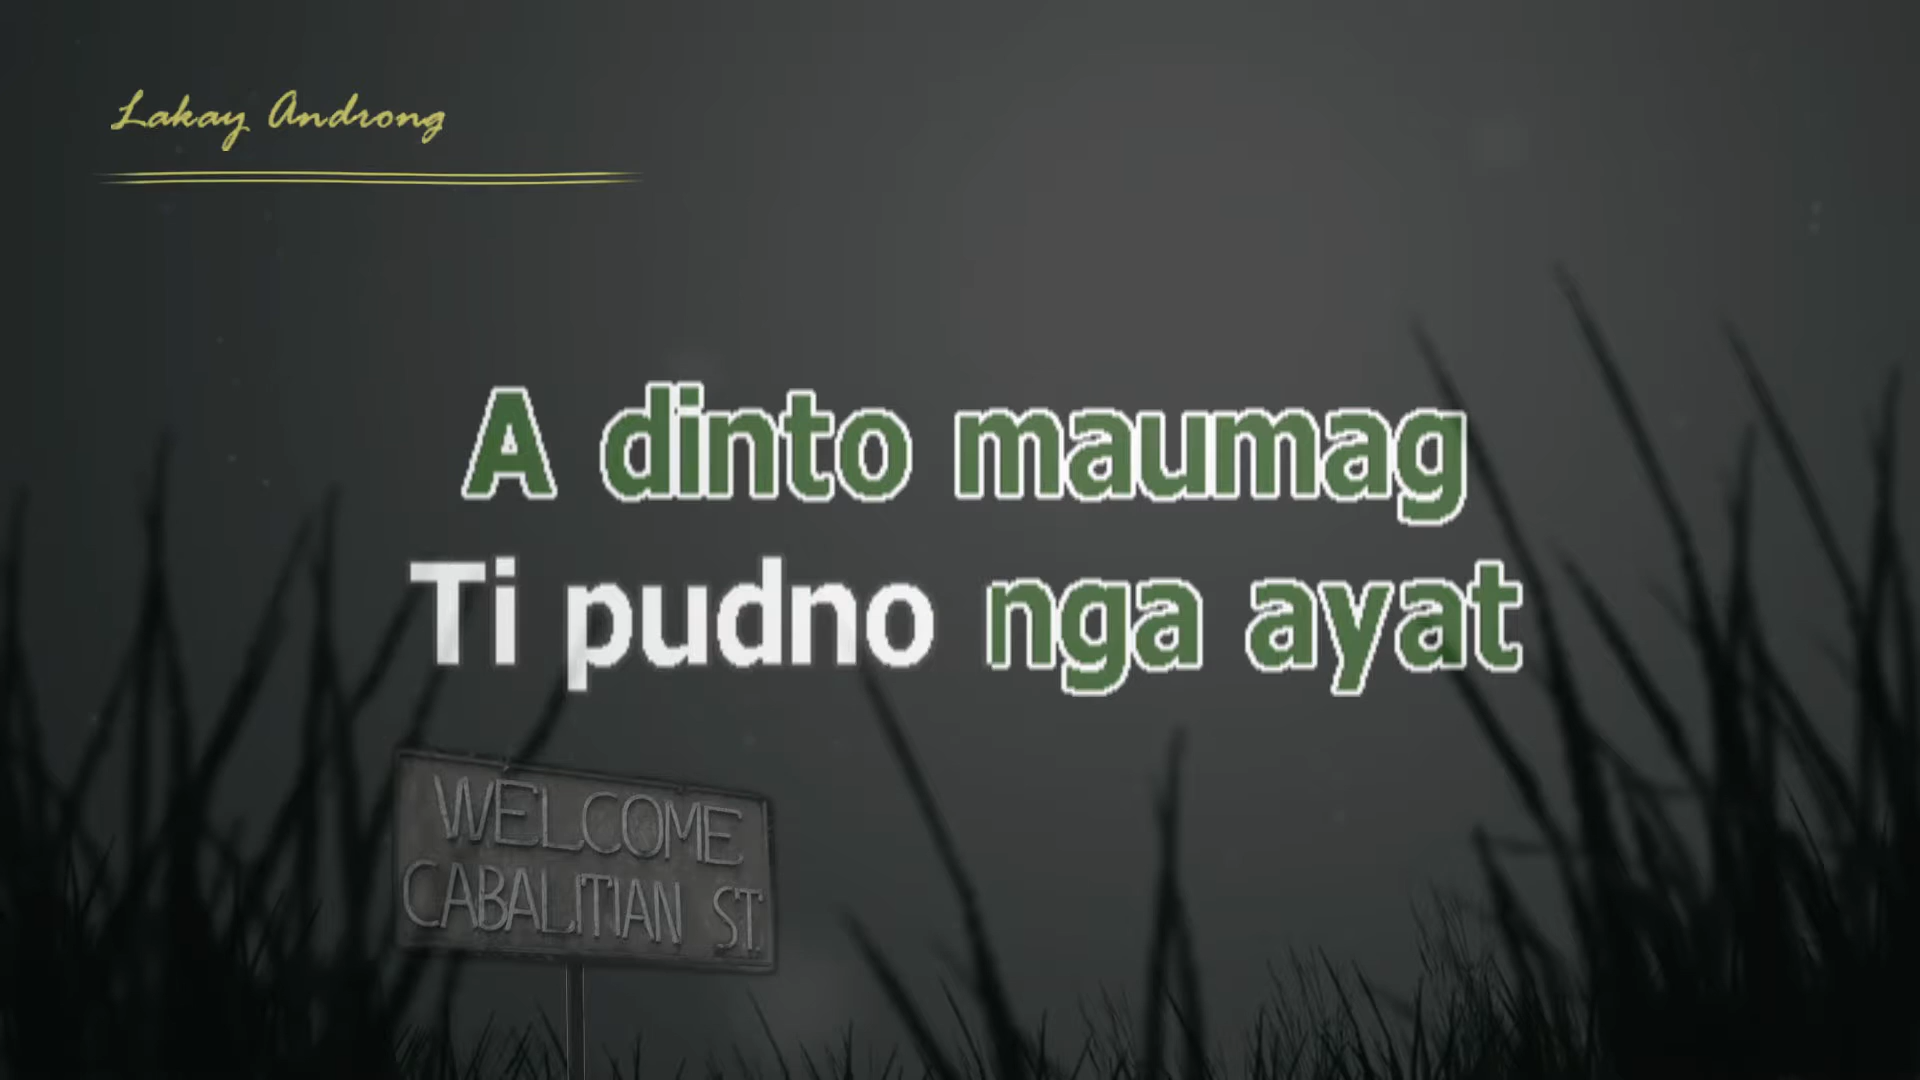 Lakay Androng
A dinto maumag
Ti pudno nga ayat
WELCOME
CABALITIAN ST.